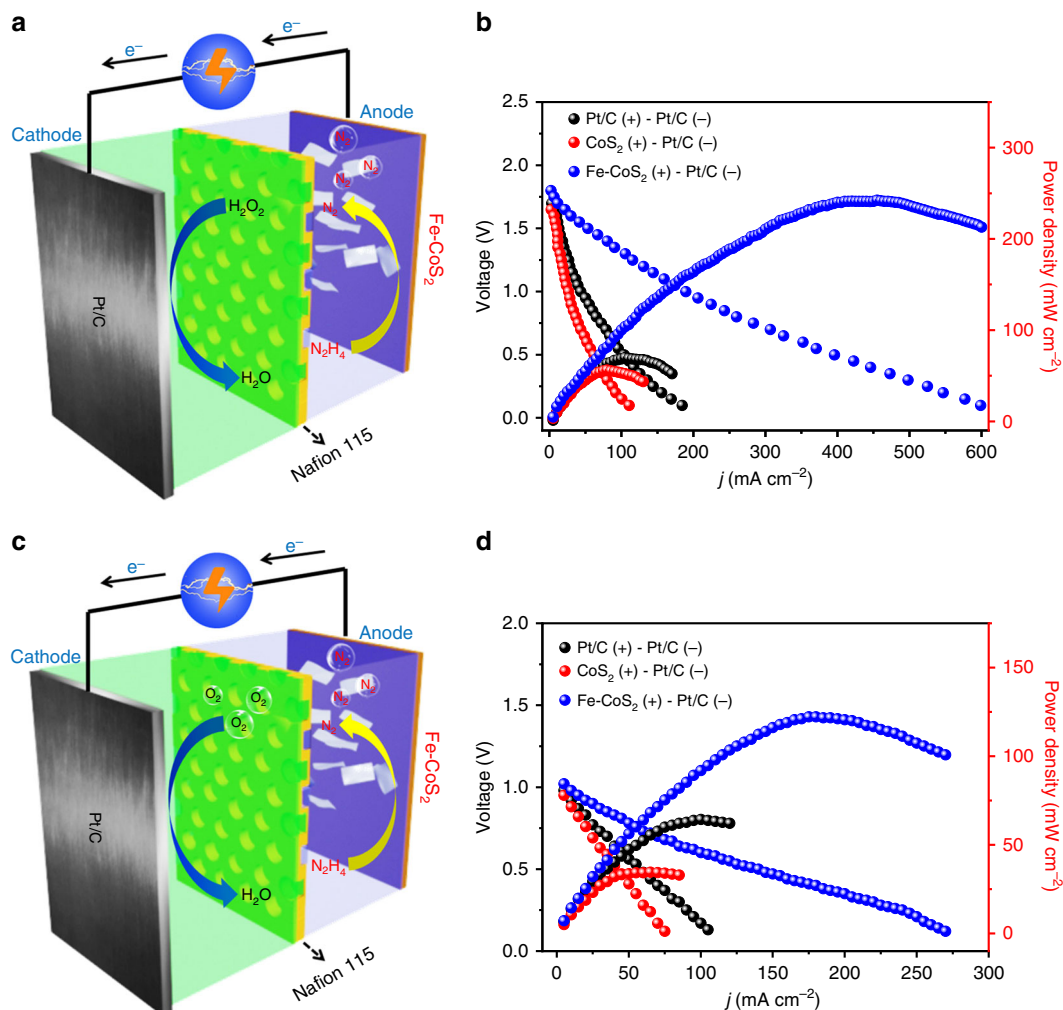 a
e⁻
e⁻
Cathode
Anode
N₂
N₂
N₂
N₂
H₂O₂
Fe-CoS₂
Pt/C
N₂H₄
H₂O
Nafion 115
b
Pt/C (+) - Pt/C (−)
CoS₂ (+) - Pt/C (−)
Fe-CoS₂ (+) - Pt/C (−)
2.5
2.0
1.5
1.0
0.5
0.0
Voltage (V)
300
200
100
0
Power density (mW cm⁻²)
0 100 200 300 400 500 600
j (mA cm⁻²)
c
e⁻
e⁻
Cathode
Anode
N₂
N₂
N₂
N₂
O₂
O₂
O₂
Fe-CoS₂
Pt/C
N₂H₄
H₂O
Nafion 115
d
Pt/C (+) - Pt/C (−)
CoS₂ (+) - Pt/C (−)
Fe-CoS₂ (+) - Pt/C (−)
2.0
1.5
1.0
0.5
0.0
Voltage (V)
150
100
50
0
Power density (mW cm⁻²)
0 50 100 150 200 250 300
j (mA cm⁻²)